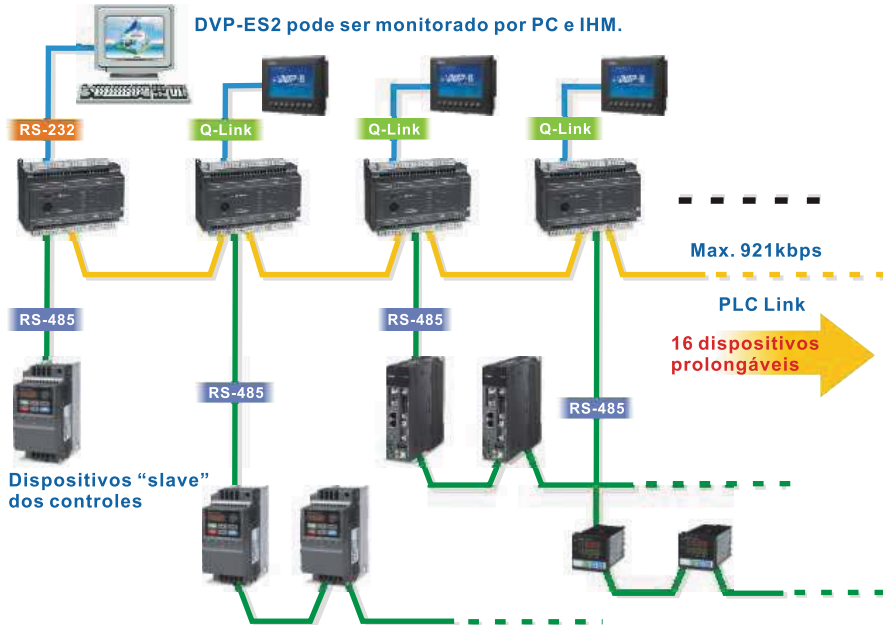 DVP-ES2 pode ser monitorado por PC e IHM.
RS-232
Q-Link
Q-Link
Q-Link
Max. 921kbps
PLC Link
16 dispositivos
prolongáveis
RS-485
RS-485
RS-485
RS-485
Dispositivos “slave”
dos controles